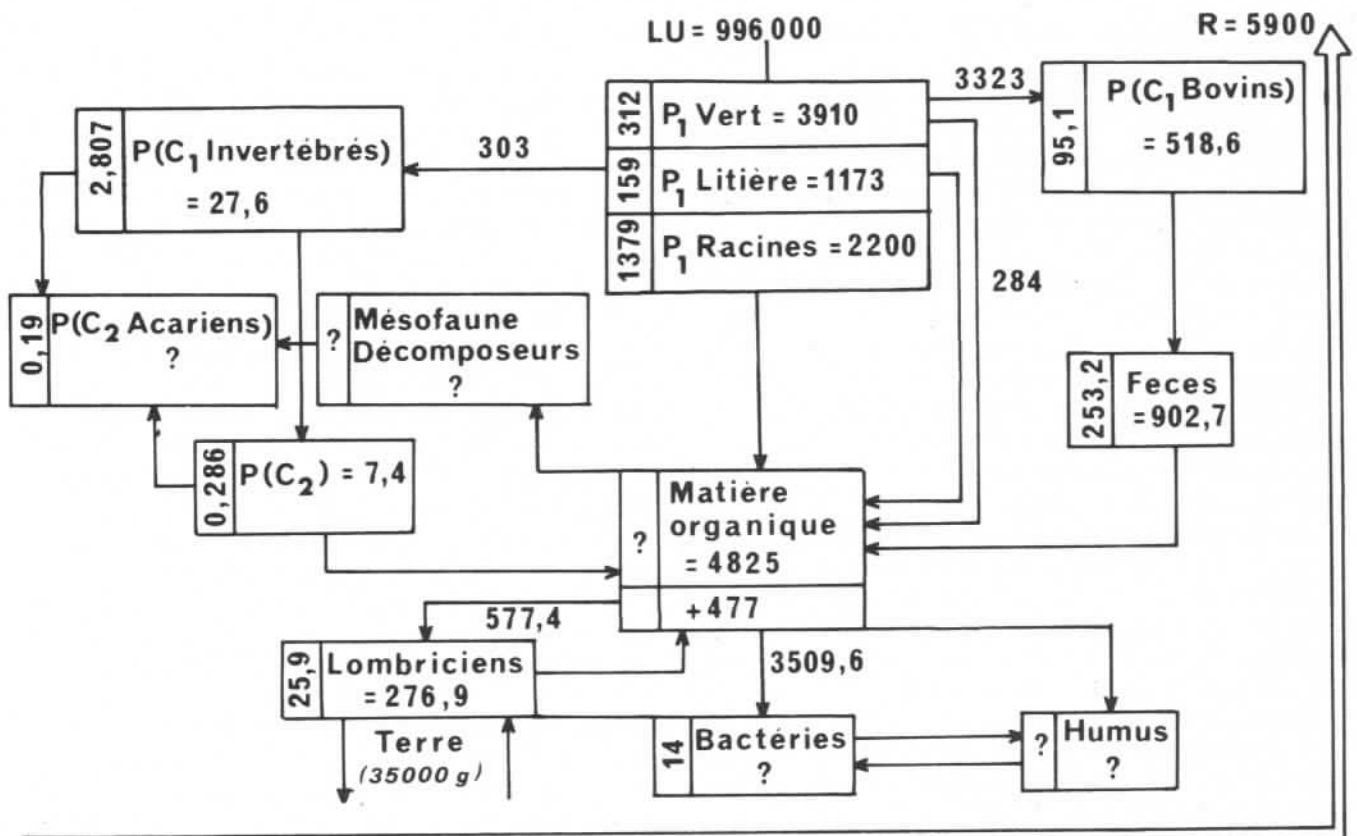 LU = 996 000
R = 5900
3323
312
P1 Vert = 3910
95,1
P(C1 Bovins)
= 518,6
2,807
P(C1 Invertébrés)
= 27,6
303
159
P1 Litière =1173
1379
P1 Racines = 2200
284
0,19
P(C2 Acariens)
?
?
Mésofaune
Décomposeurs
?
253,2
Feces
= 902,7
0,286
P(C2) = 7,4
?
Matière
organique
= 4825
+477
577,4
3509,6
25,9
Lombriciens
= 276,9
Terre
(35000 g)
14
Bactéries
?
?
Humus
?